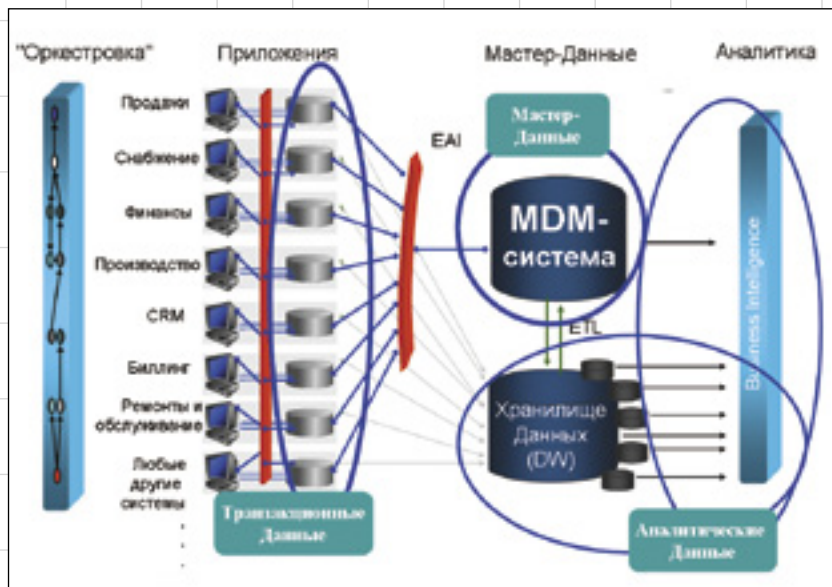 "Оркестровка"
Приложения
Мастер-Данные
Аналитика
Продажи
Снабжение
Финансы
Производство
CRM
Биллинг
Ремонты и
обслуживание
Любые
другие
системы
Транзакционные
Данные
EAI
Мастер-
Данные
MDM-
система
ETL
Хранилище
Данных
(DW)
Business Intelligence
Аналитические
Данные